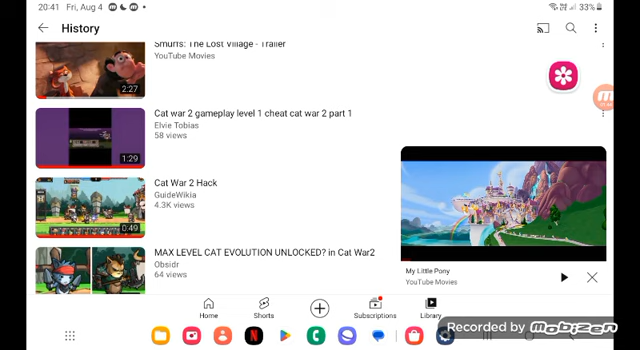 20:41 Fri, Aug 4
33%
History
Smurfs: The Lost Village - Trailer
YouTube Movies
2:27
Cat war 2 gameplay level 1 cheat cat war 2 part 1
Elvie Tobias
58 views
1:29
Cat War 2 Hack
GuideWikia
4.3K views
0:49
MAX LEVEL CAT EVOLUTION UNLOCKED? in Cat War2
Obsidr
64 views
My Little Pony
YouTube Movies
Home
Shorts
Subscriptions
Library
Recorded by Mobizen